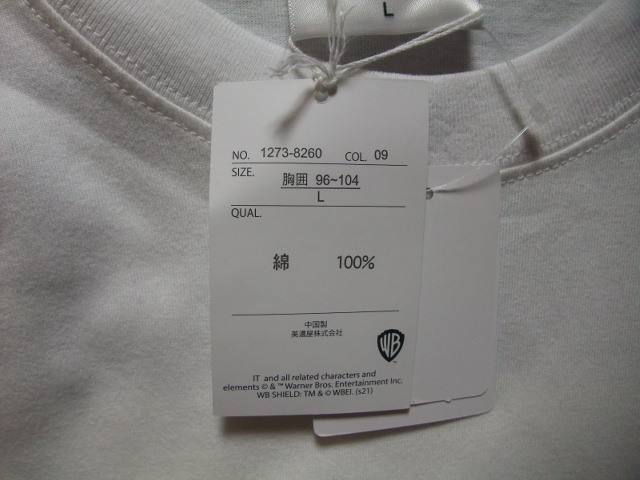 L
NO. 1273-8260 COL. 09
SIZE. 胸囲 96~104
L
QUAL.
綿 100%
中国製
美濃屋株式会社
WB
IT and all related characters and
elements © & ™ Warner Bros. Entertainment Inc.
WB SHIELD: TM & © WBEI. (s21)